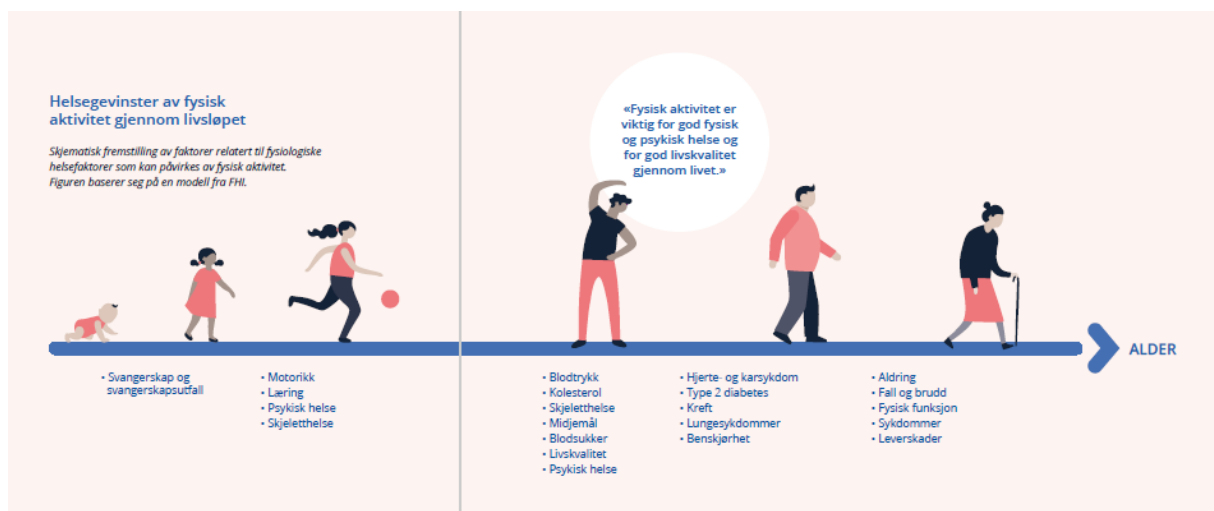 Helsegevinster av fysisk
aktivitet gjennom livsløpet
Skjematisk fremstilling av faktorer relatert til fysiologiske
helsefaktorer som kan påvirkes av fysisk aktivitet.
Figuren baserer seg på en modell fra FHI.
«Fysisk aktivitet er
viktig for god fysisk
og psykisk helse og
for god livskvalitet
gjennom livet.»
ALDER
• Svangerskap og
svangerskapsutfall
• Motorikk
• Læring
• Psykisk helse
• Skjeletthelse
• Blodtrykk
• Kolesterol
• Skjeletthelse
• Midjemål
• Blodsukker
• Livskvalitet
• Psykisk helse
• Hjerte- og karsykdom
• Type 2 diabetes
• Kreft
• Lungesykdommer
• Benskjørhet
• Aldring
• Fall og brudd
• Fysisk funksjon
• Sykdommer
• Leverskader